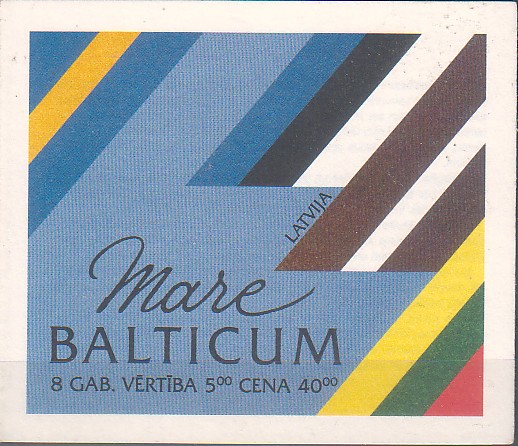 LATVIJA
Mare
BALTICUM
8 GAB. VĒRTĪBA 5⁰⁰ CENA 40⁰⁰